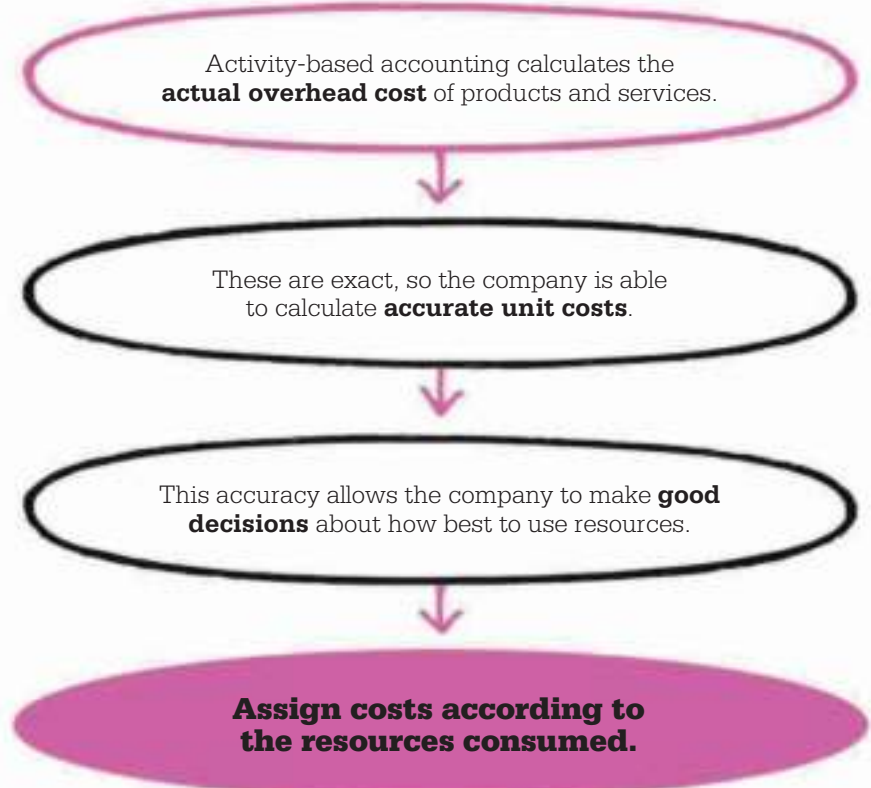 Activity-based accounting calculates the
actual overhead cost of products and services.
These are exact, so the company is able
to calculate accurate unit costs.
This accuracy allows the company to make good
decisions about how best to use resources.
Assign costs according to
the resources consumed.